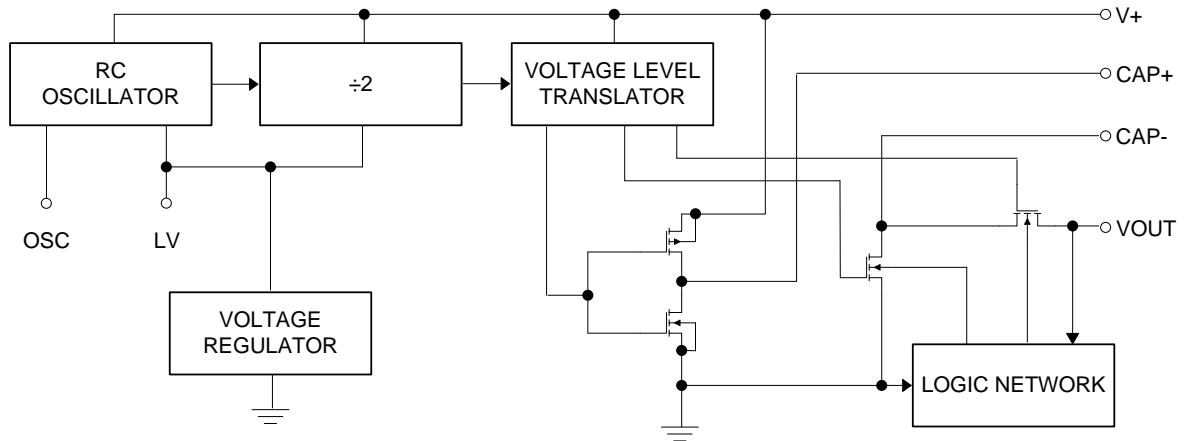 V+
RC
OSCILLATOR
÷2
VOLTAGE LEVEL
TRANSLATOR
CAP+
CAP-
OSC
LV
VOUT
VOLTAGE
REGULATOR
LOGIC NETWORK